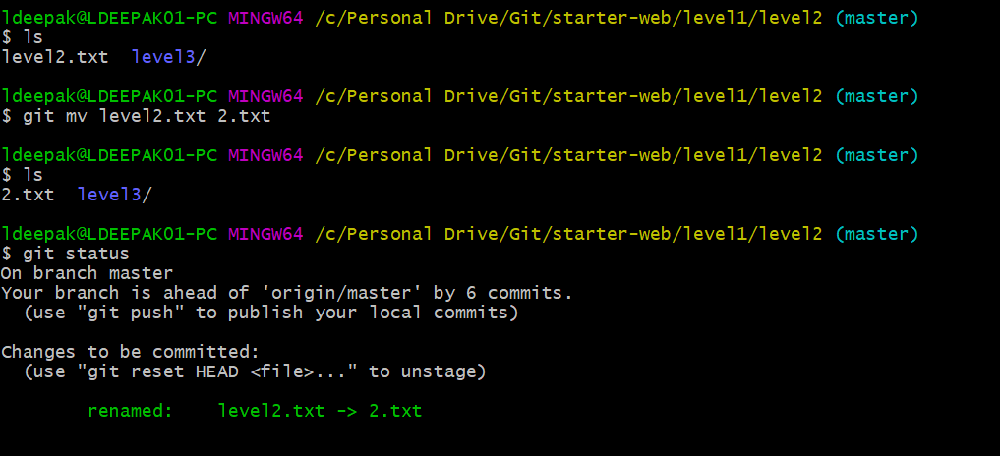 ldeepak@LDEEPAK01-PC MINGW64 /c/Personal Drive/Git/starter-web/level1/level2 (master)
$ ls
level2.txt  level3/
ldeepak@LDEEPAK01-PC MINGW64 /c/Personal Drive/Git/starter-web/level1/level2 (master)
$ git mv level2.txt 2.txt
ldeepak@LDEEPAK01-PC MINGW64 /c/Personal Drive/Git/starter-web/level1/level2 (master)
$ ls
2.txt  level3/
ldeepak@LDEEPAK01-PC MINGW64 /c/Personal Drive/Git/starter-web/level1/level2 (master)
$ git status
On branch master
Your branch is ahead of 'origin/master' by 6 commits.
  (use "git push" to publish your local commits)
Changes to be committed:
  (use "git reset HEAD <file>..." to unstage)
        renamed:    level2.txt -> 2.txt